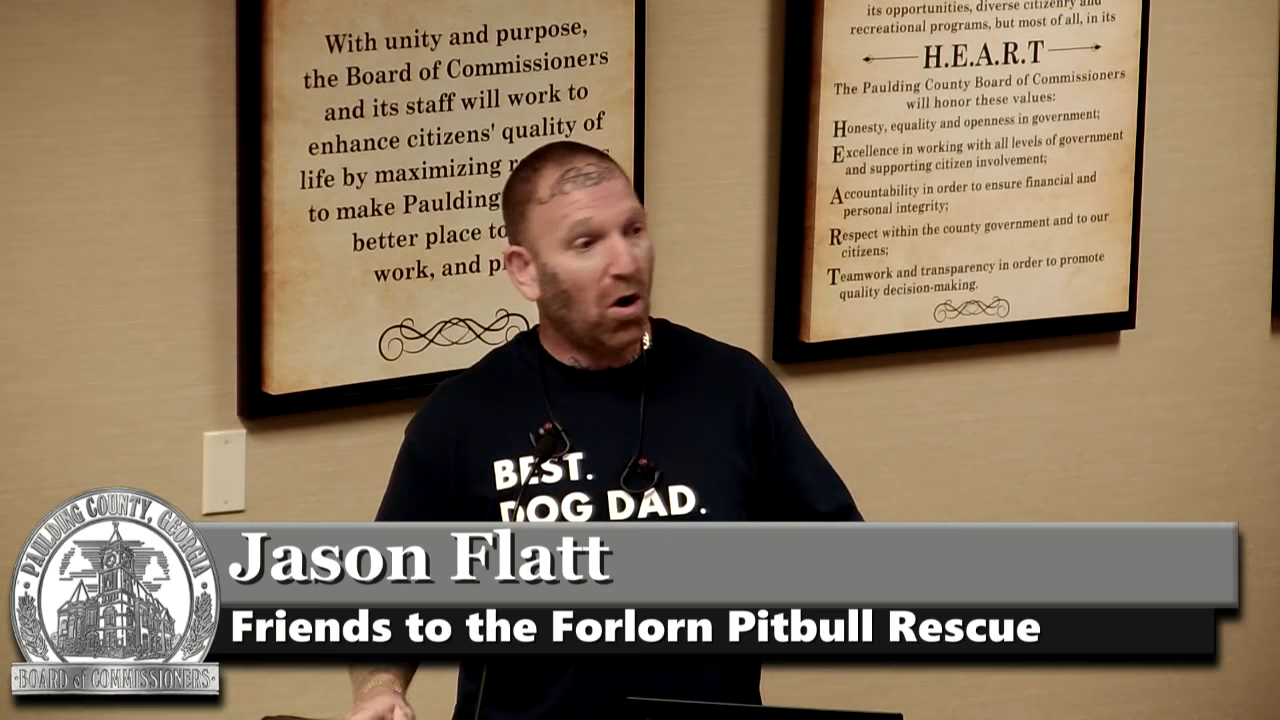 With unity and purpose,
the Board of Commissioners
and its staff will work to
enhance citizens' quality of
life by maximizing
to make Paulding
better place to
work, and
its opportunities, diverse citizenry and
recreational programs, but most of all, in its
H.E.A.R.T
The Paulding County Board of Commissioners
will honor these values:
Honesty, equality and openness in government;
Excellence in working with all levels of government
and supporting citizen involvement;
Accountability in order to ensure financial and
personal integrity;
Respect within the county government and to our
citizens;
Teamwork and transparency in order to promote
quality decision-making.
BEST.
DOG DAD.
Jason Flatt
Friends to the Forlorn Pitbull Rescue
PAULDING COUNTY, GEORGIA
BOARD of COMMISSIONERS